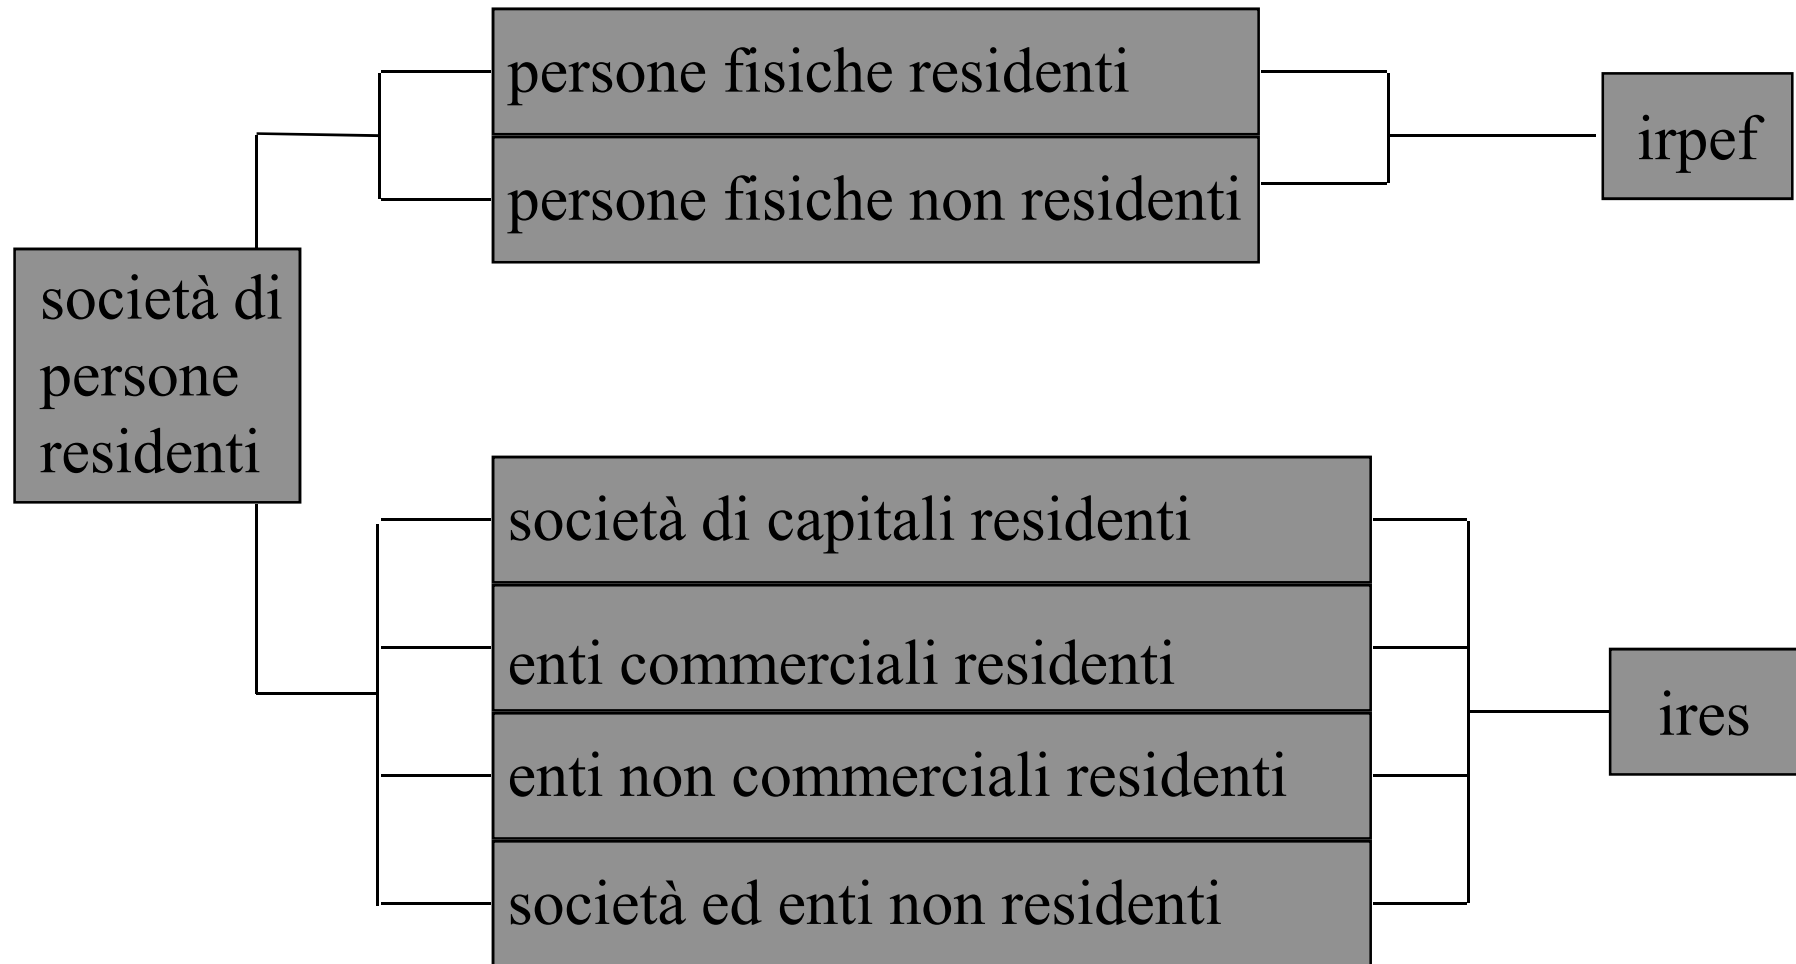 persone fisiche residenti
persone fisiche non residenti
irpef
società di
persone
residenti
società di capitali residenti
enti commerciali residenti
enti non commerciali residenti
società ed enti non residenti
ires